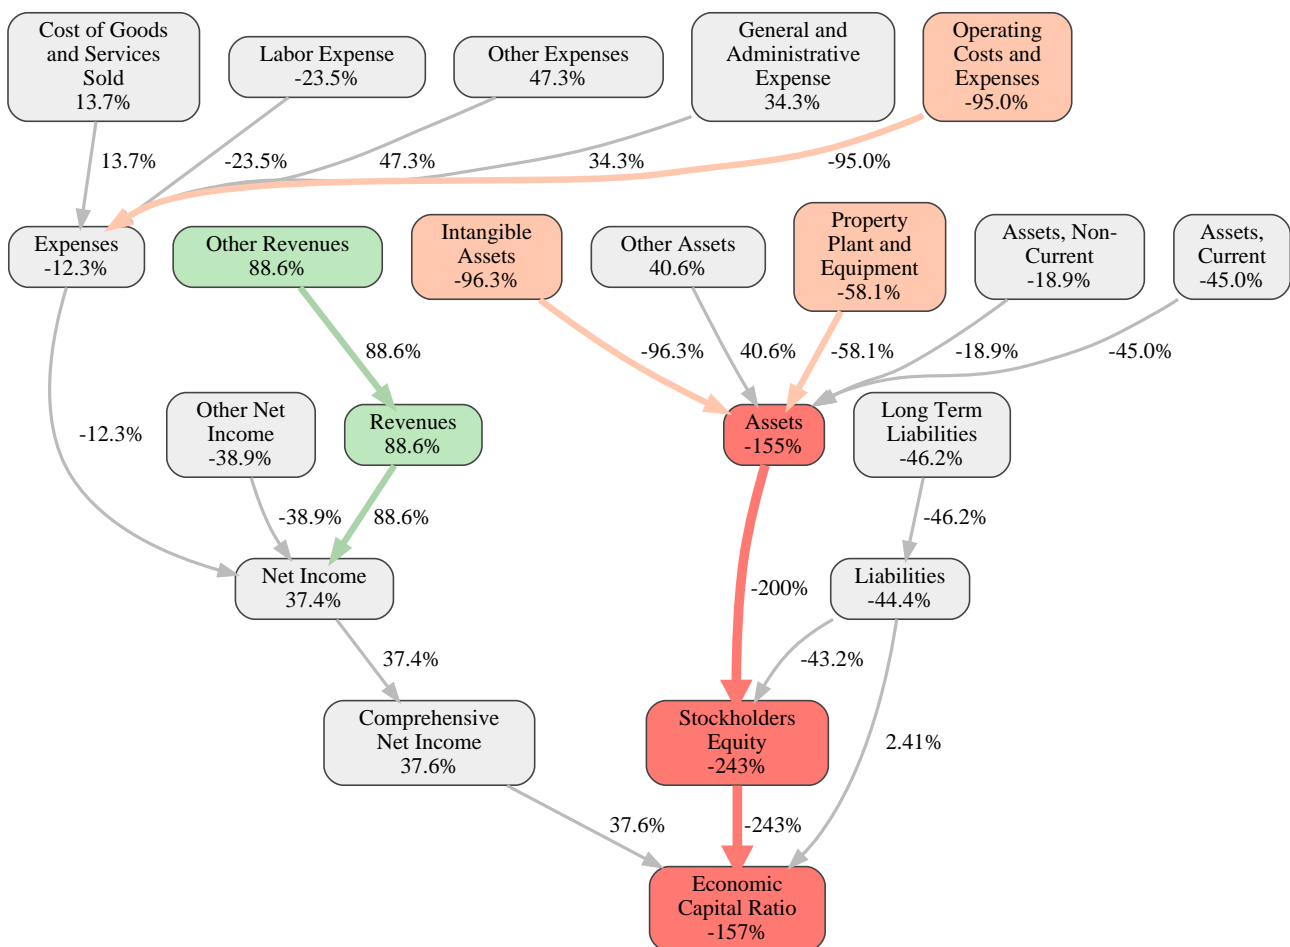 Cost of Goods
and Services
Sold
13.7%
Labor Expense
-23.5%
Other Expenses
47.3%
General and
Administrative
Expense
34.3%
Operating
Costs and
Expenses
-95.0%
13.7%
-23.5%
47.3%
34.3%
-95.0%
Expenses
-12.3%
Other Revenues
88.6%
Intangible
Assets
-96.3%
Other Assets
40.6%
Property
Plant and
Equipment
-58.1%
Assets, Non-
Current
-18.9%
Assets,
Current
-45.0%
88.6%
-96.3%
40.6%
-58.1%
-18.9%
-45.0%
-12.3%
Other Net
Income
-38.9%
Revenues
88.6%
Assets
-155%
Long Term
Liabilities
-46.2%
-38.9%
88.6%
-46.2%
Net Income
37.4%
-200%
Liabilities
-44.4%
37.4%
-43.2%
Comprehensive
Net Income
37.6%
Stockholders
Equity
-243%
2.41%
37.6%
-243%
Economic
Capital Ratio
-157%